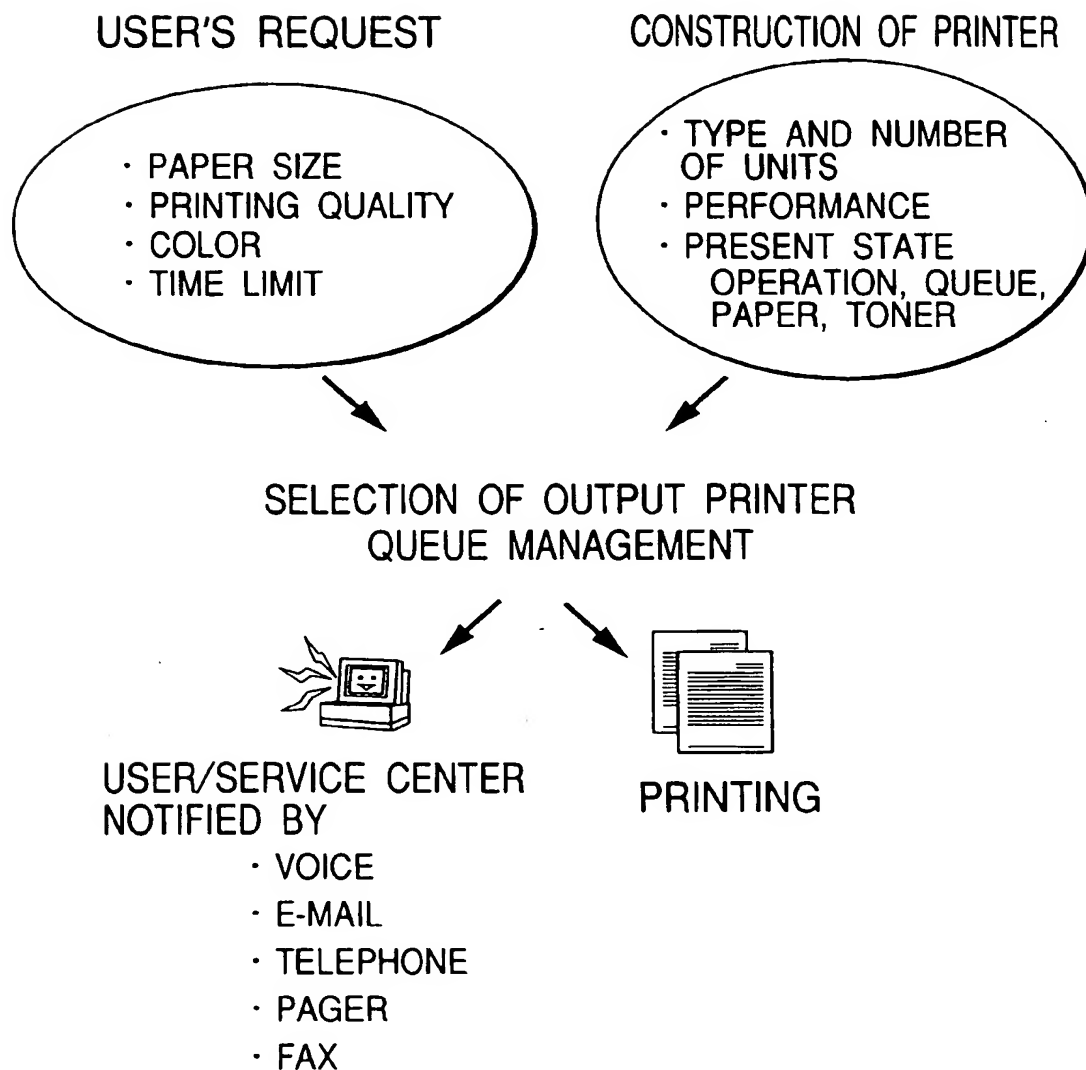 USER'S REQUEST
· PAPER SIZE
· PRINTING QUALITY
· COLOR
· TIME LIMIT
CONSTRUCTION OF PRINTER
· TYPE AND NUMBER
OF UNITS
· PERFORMANCE
· PRESENT STATE
OPERATION, QUEUE,
PAPER, TONER
SELECTION OF OUTPUT PRINTER
QUEUE MANAGEMENT
USER/SERVICE CENTER
NOTIFIED BY
· VOICE
· E-MAIL
· TELEPHONE
· PAGER
· FAX
PRINTING